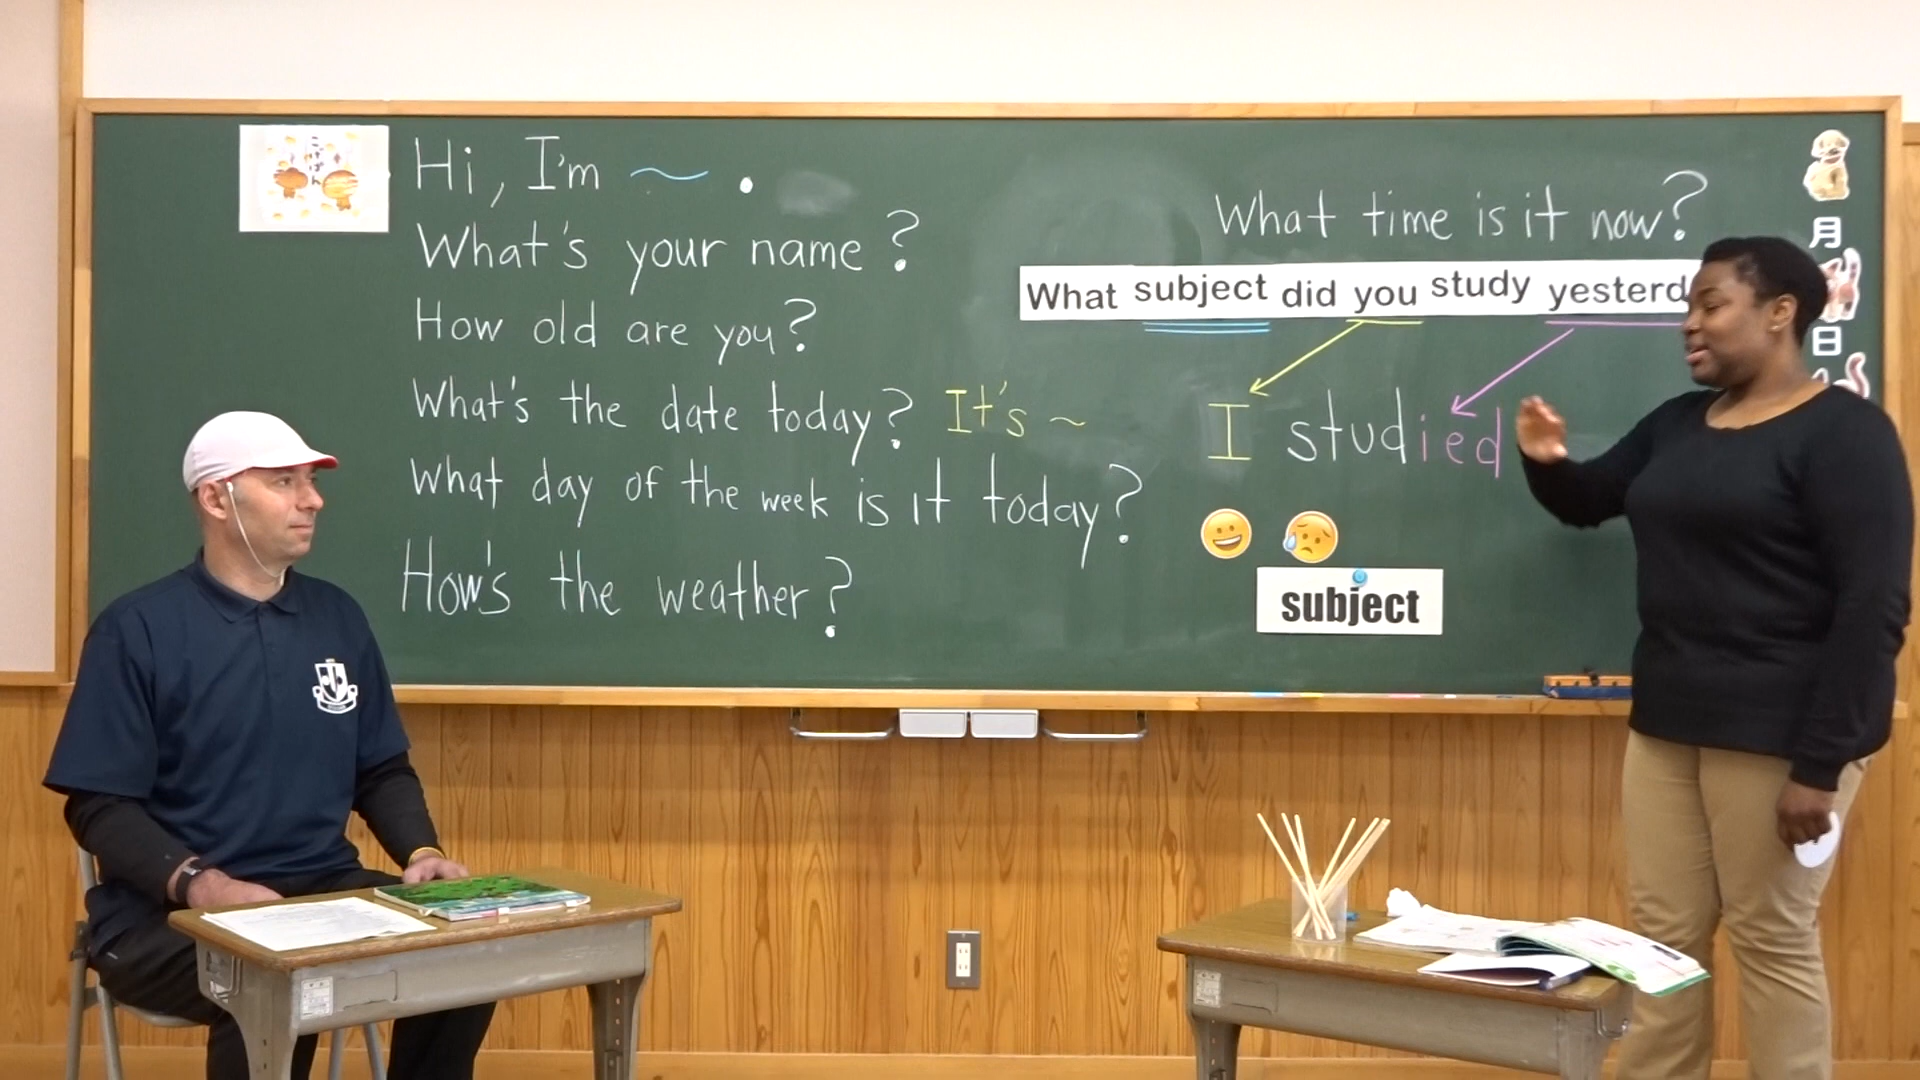 Hi, I'm ~ .
What's your name?
How old are you?
What's the date today? It's ~
What day of the week is it today?
How's the weather?
What time is it now?
What subject did you study yesterd
I studied
subject
月
日